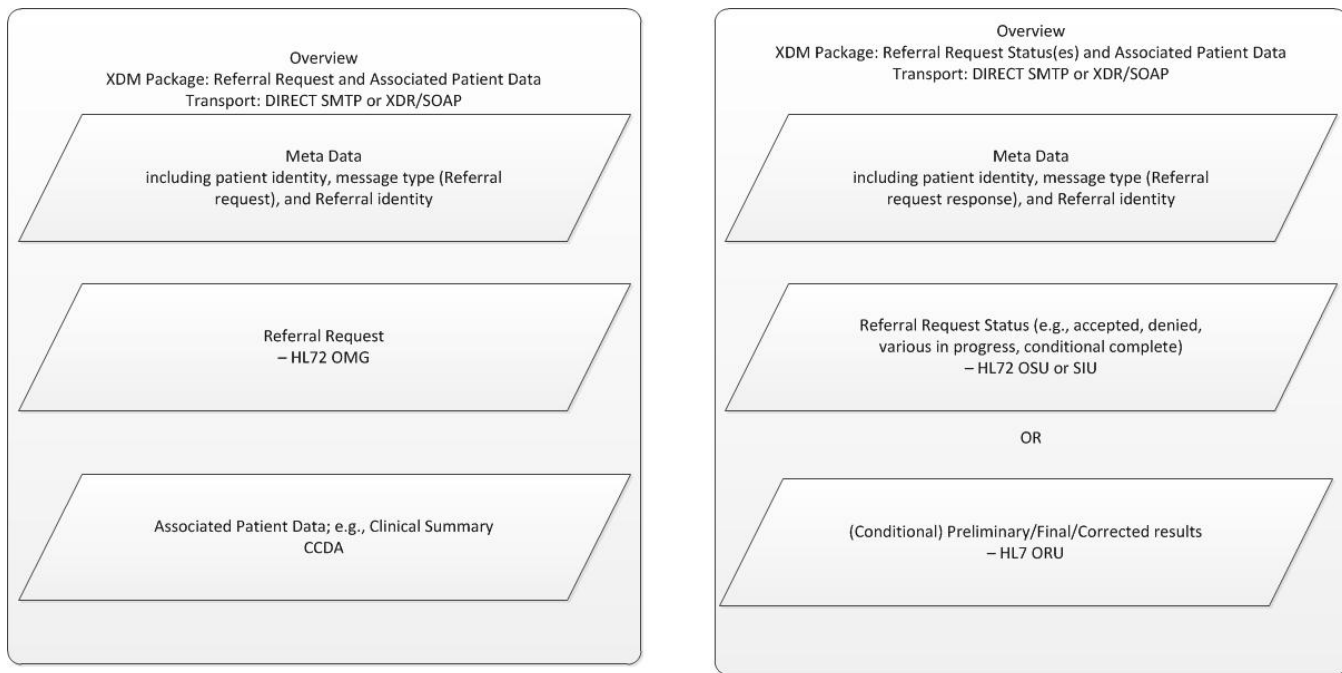 Overview
XDM Package: Referral Request and Associated Patient Data
Transport: DIRECT SMTP or XDR/SOAP
Meta Data
including patient identity, message type (Referral
request), and Referral identity
Referral Request
– HL72 OMG
Associated Patient Data; e.g., Clinical Summary
CCDA
Overview
XDM Package: Referral Request Status(es) and Associated Patient Data
Transport: DIRECT SMTP or XDR/SOAP
Meta Data
including patient identity, message type (Referral
request response), and Referral identity
Referral Request Status (e.g., accepted, denied,
various in progress, conditional complete)
– HL72 OSU or SIU
OR
(Conditional) Preliminary/Final/Corrected results
– HL7 ORU